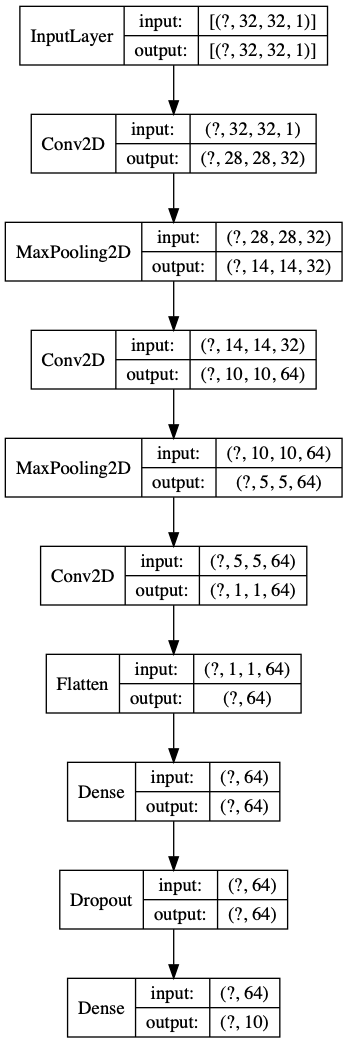 InputLayer input: [(?, 32, 32, 1)]
output: [(?, 32, 32, 1)]
Conv2D input: (?, 32, 32, 1)
output: (?, 28, 28, 32)
MaxPooling2D input: (?, 28, 28, 32)
output: (?, 14, 14, 32)
Conv2D input: (?, 14, 14, 32)
output: (?, 10, 10, 64)
MaxPooling2D input: (?, 10, 10, 64)
output: (?, 5, 5, 64)
Conv2D input: (?, 5, 5, 64)
output: (?, 1, 1, 64)
Flatten input: (?, 1, 1, 64)
output: (?, 64)
Dense input: (?, 64)
output: (?, 64)
Dropout input: (?, 64)
output: (?, 64)
Dense input: (?, 64)
output: (?, 10)